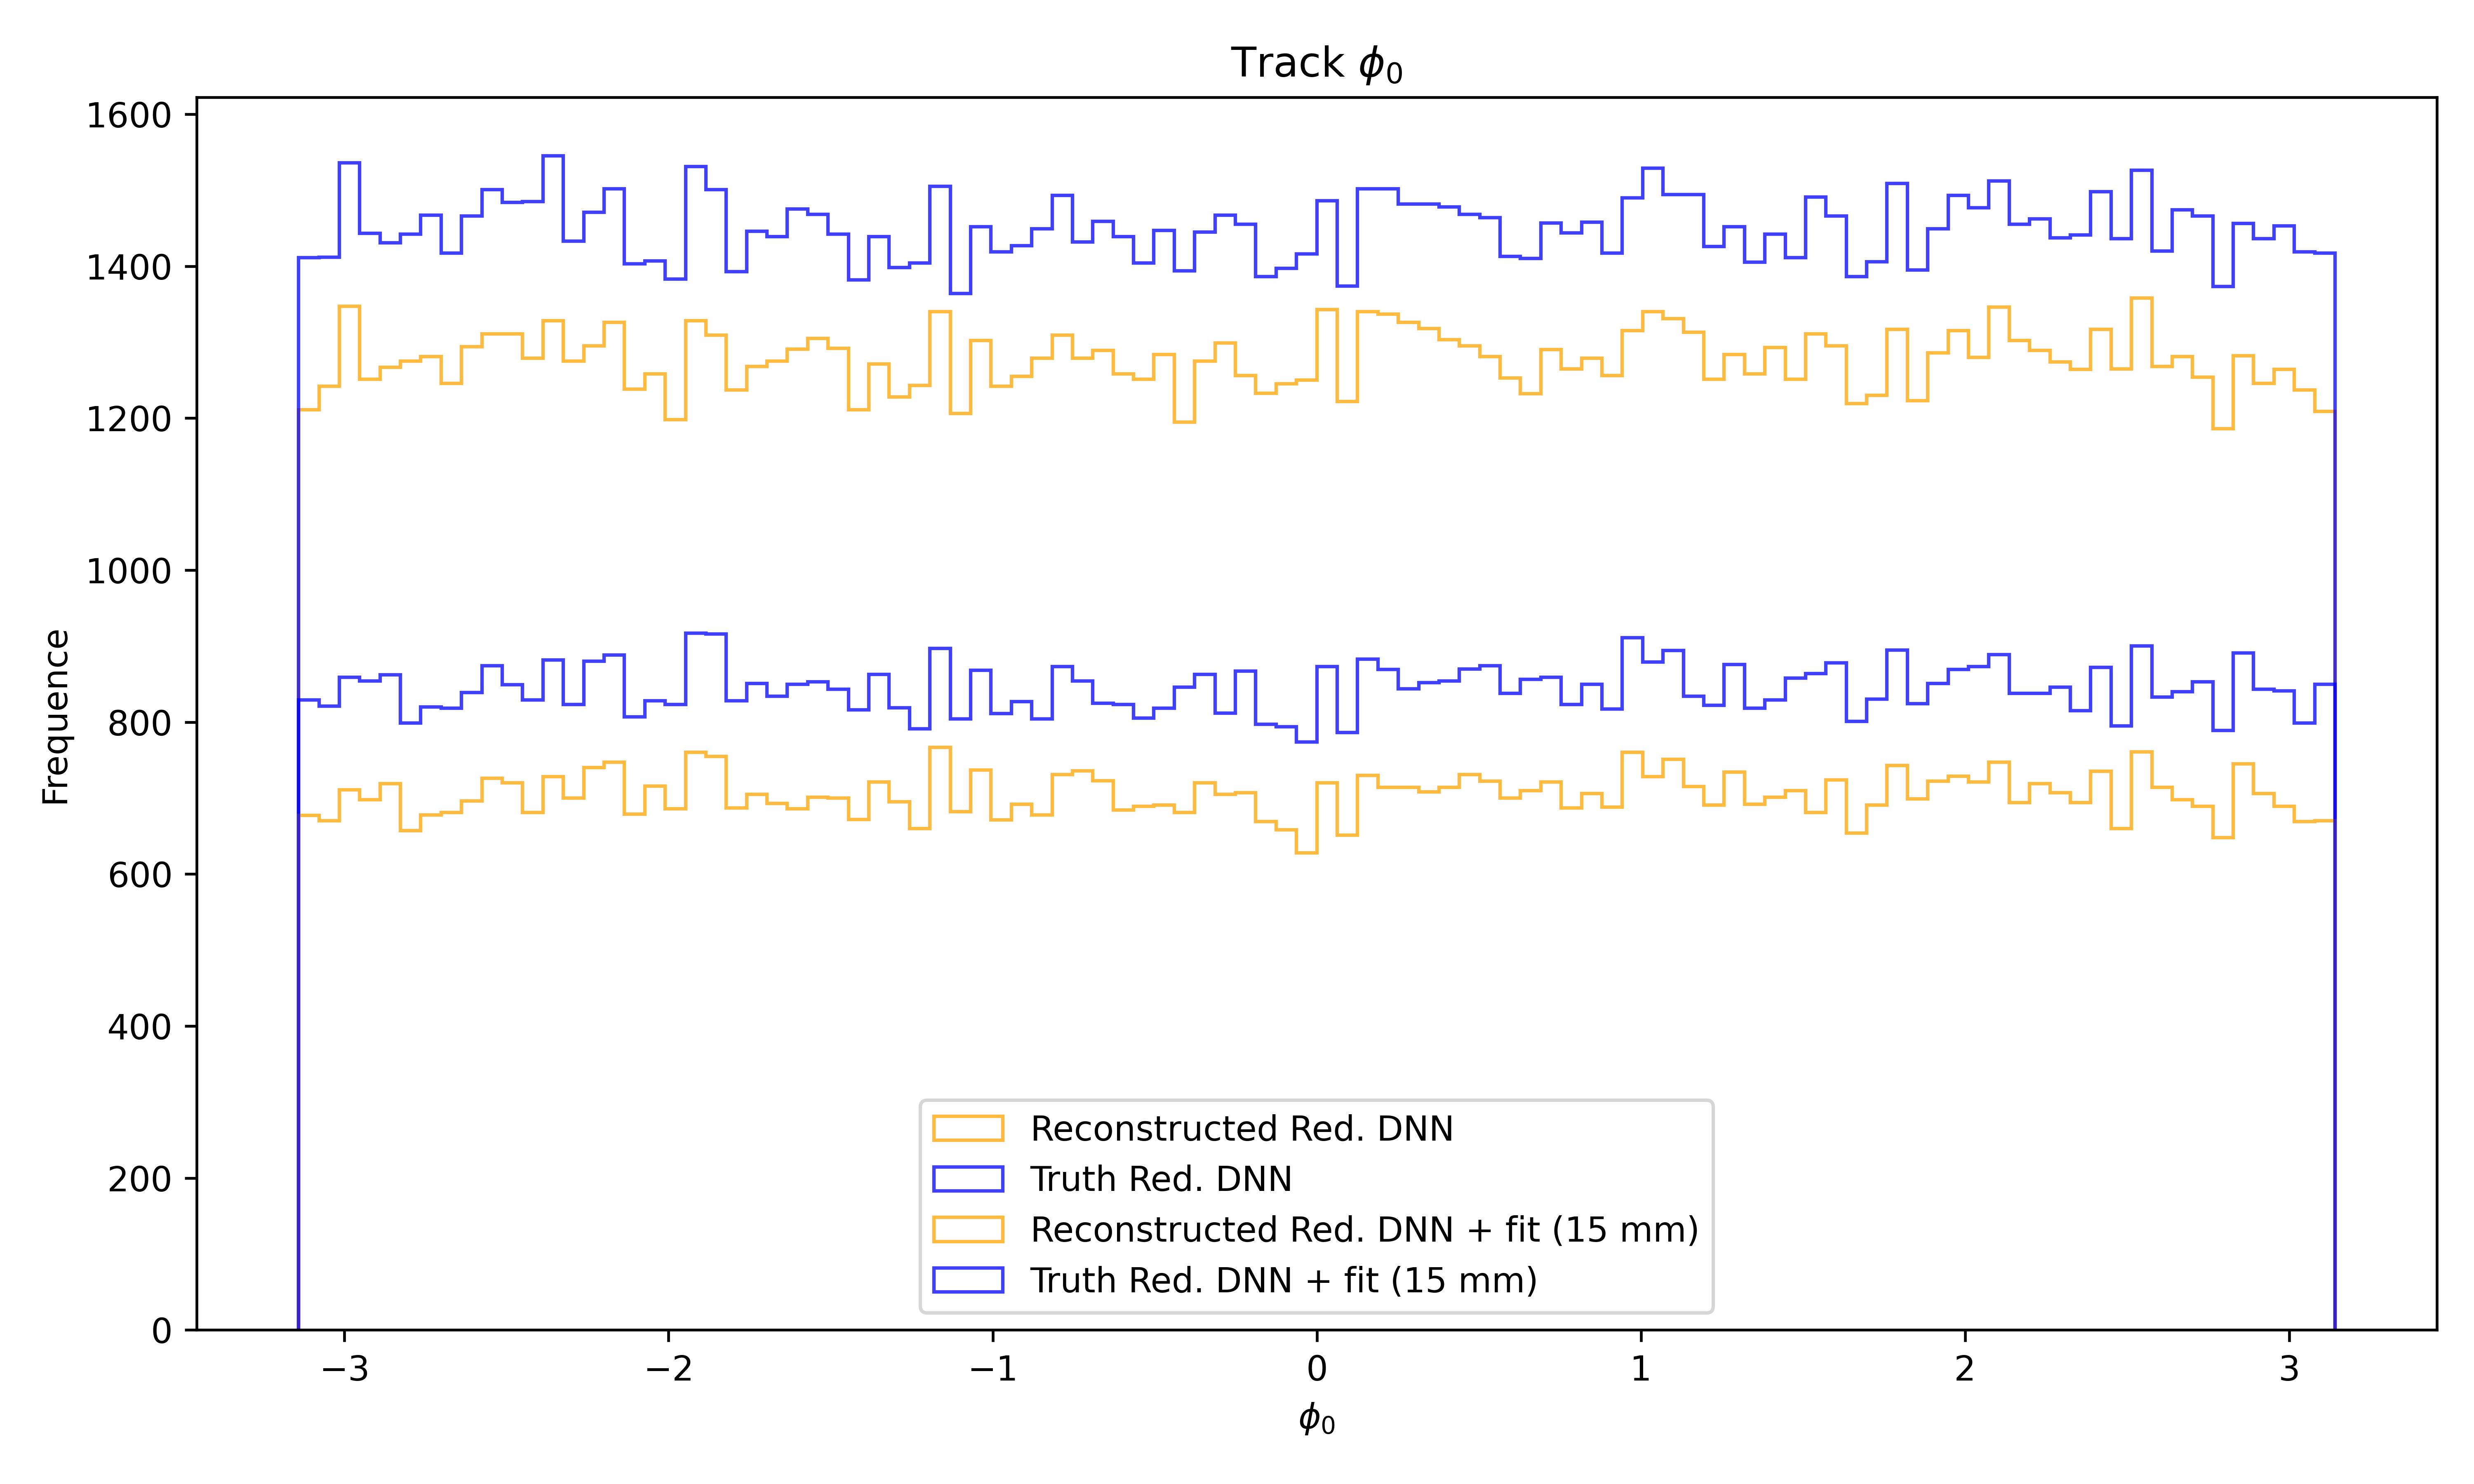 Track ϕ₀
Frequence
1600
1400
1200
1000
800
600
400
200
0
−3
−2
−1
0
1
2
3
ϕ₀
Reconstructed Red. DNN
Truth Red. DNN
Reconstructed Red. DNN + fit (15 mm)
Truth Red. DNN + fit (15 mm)